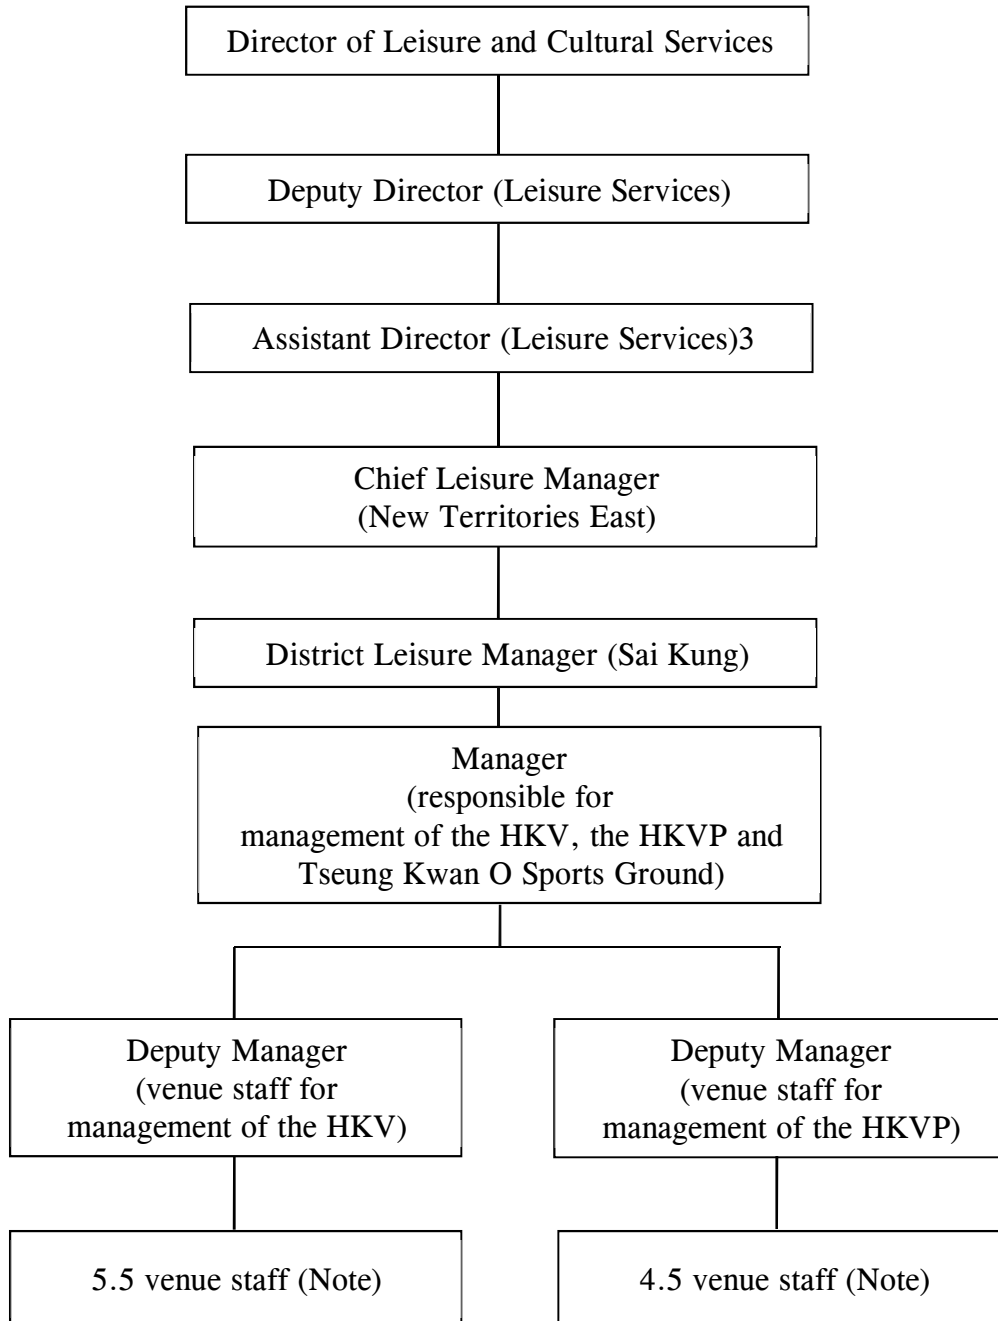 Director of Leisure and Cultural Services
Deputy Director (Leisure Services)
Assistant Director (Leisure Services)3
Chief Leisure Manager
(New Territories East)
District Leisure Manager (Sai Kung)
Manager
(responsible for
management of the HKV, the HKVP and
Tseung Kwan O Sports Ground)
Deputy Manager
(venue staff for
management of the HKV)
Deputy Manager
(venue staff for
management of the HKVP)
5.5 venue staff (Note)
4.5 venue staff (Note)